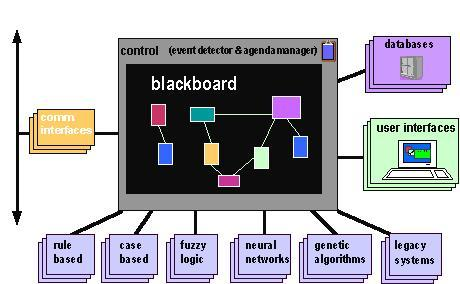 control (event detector & agenda manager)
blackboard
databases
comm.
interfaces
user interfaces
rule
based
case
based
fuzzy
logic
neural
networks
genetic
algorithms
legacy
systems